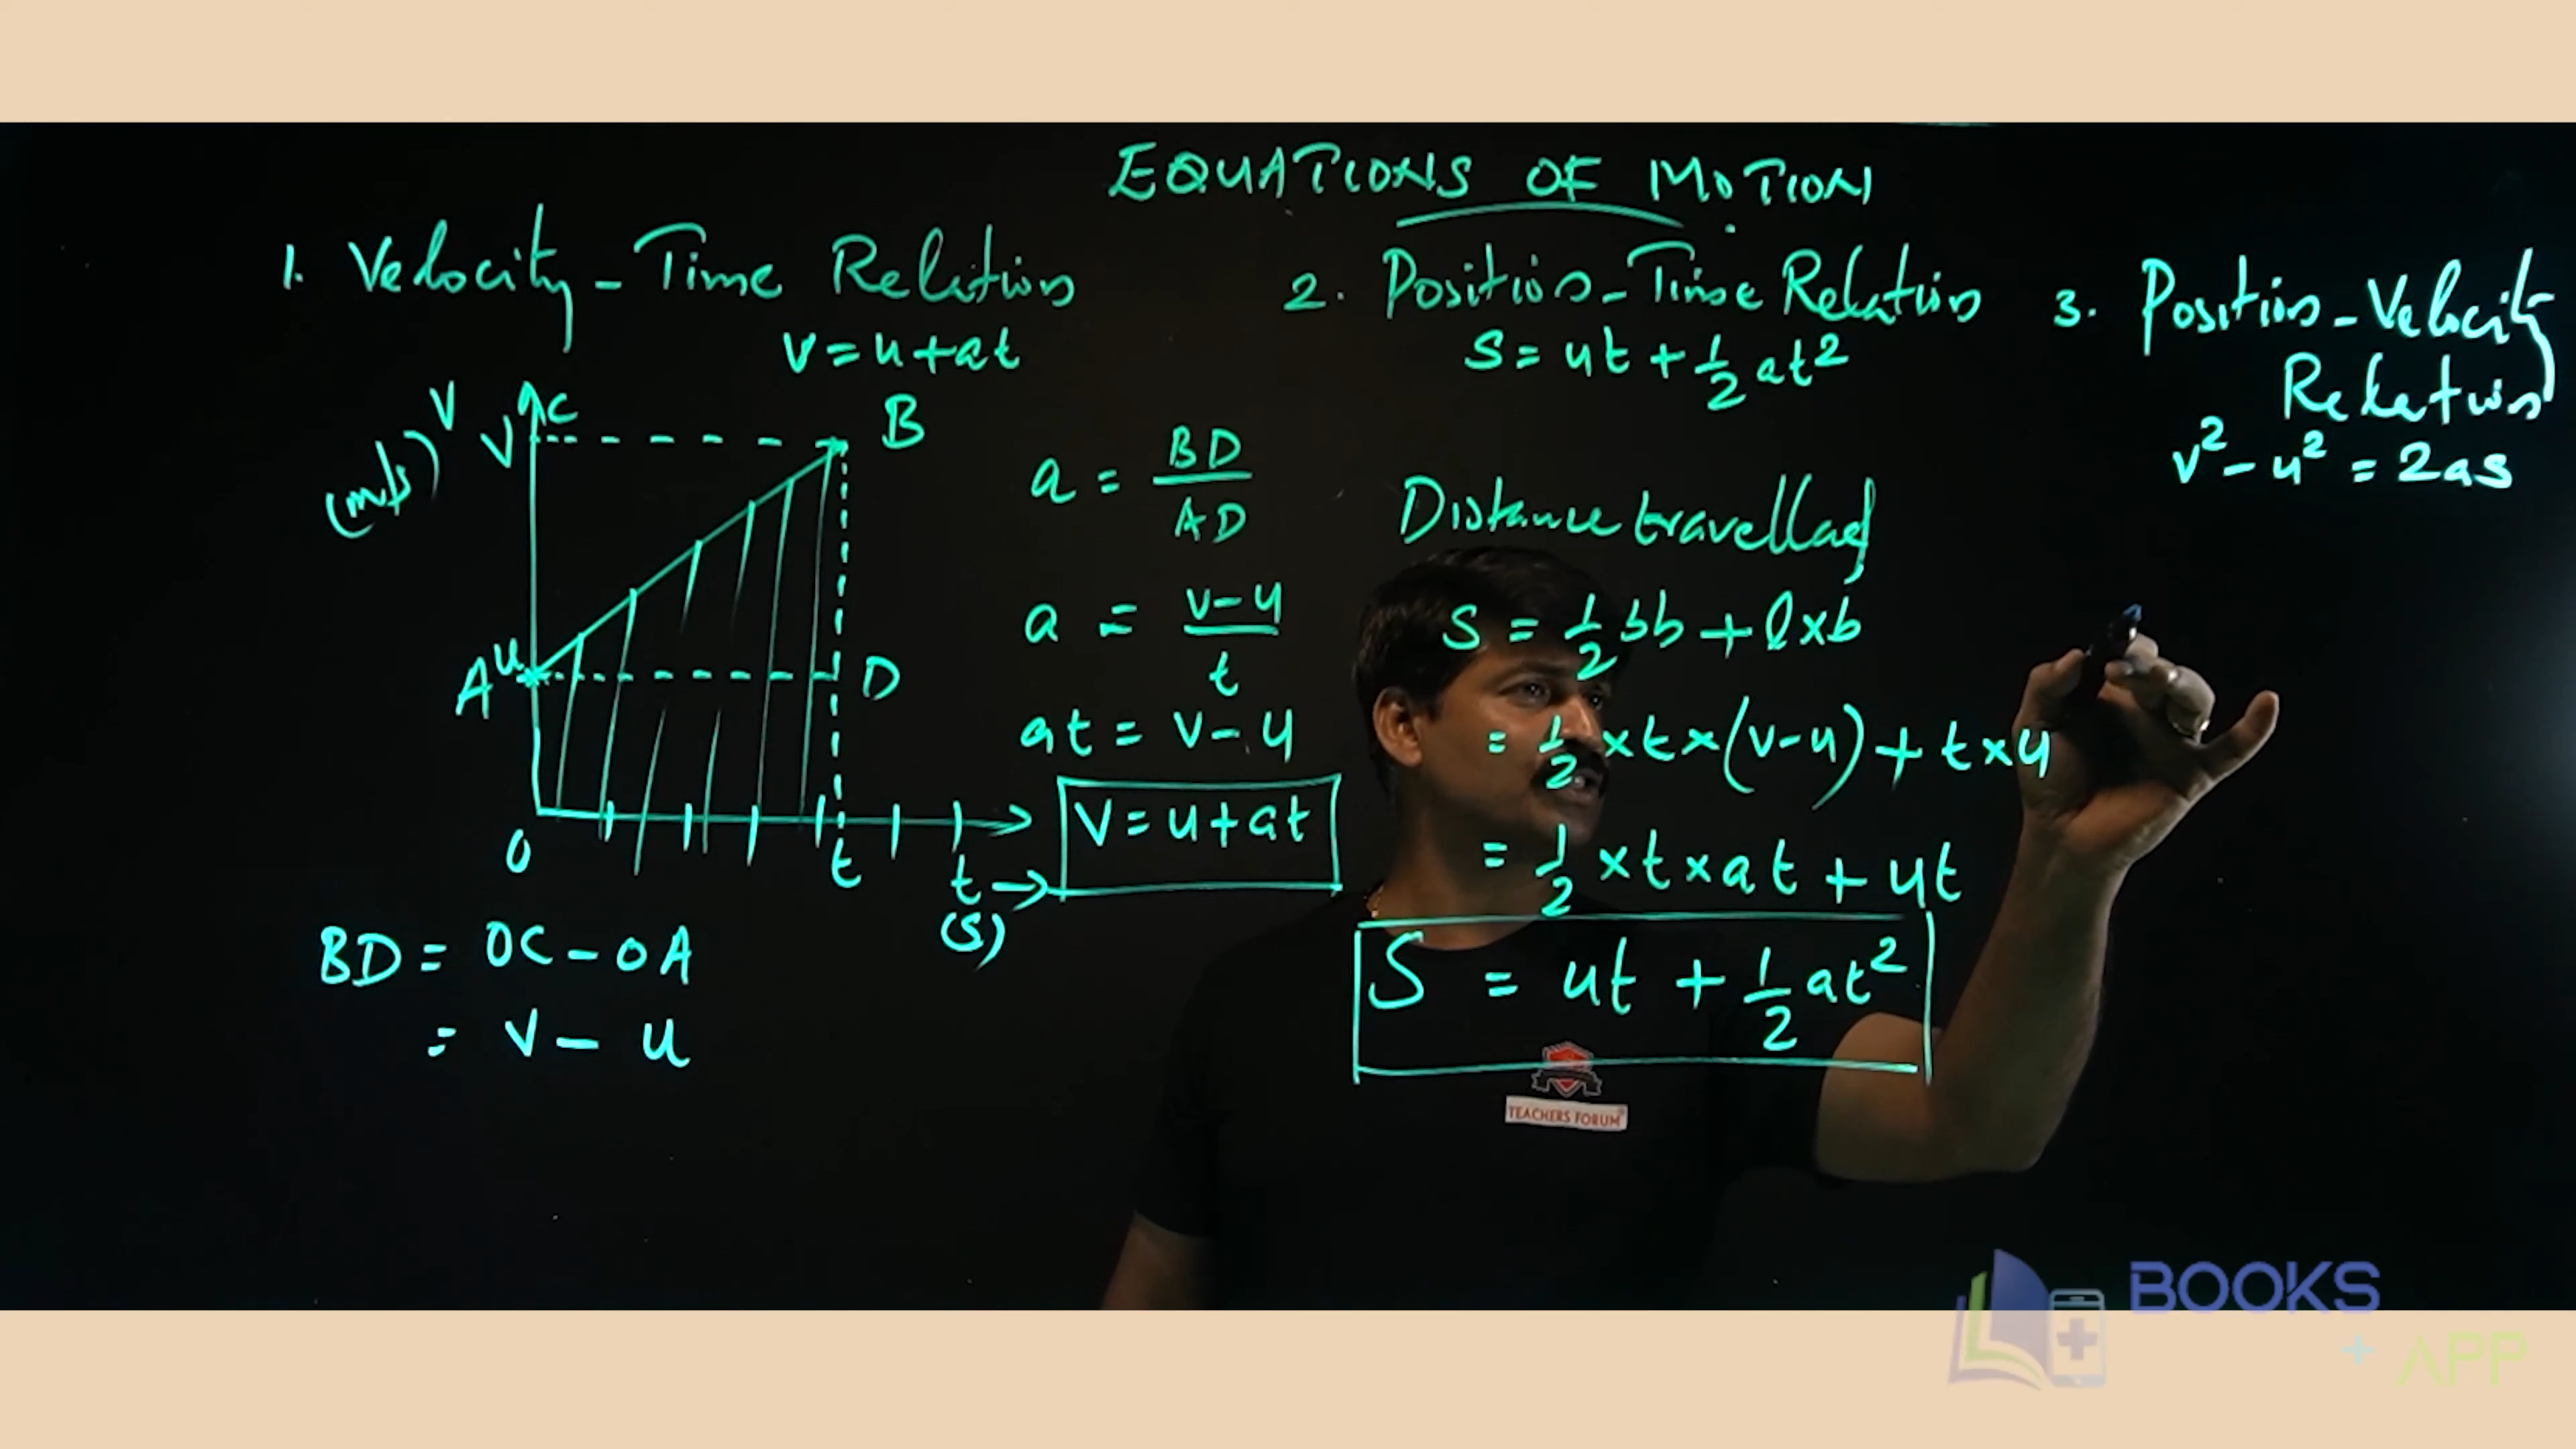 EQUATIONS OF MOTION
1. Velocity - Time Relation
v = u + at
V
(m/s)
V
C
B
A
u
D
O
t
t →
(s)
BD = OC - OA
= v - u
a = BD / AD
a = v - u / t
at = v - u
V = u + at
2. Position - Time Relation
S = ut + 1/2 at²
Distance travelled
S = 1/2 bh + l × b
= 1/2 × t × (v - u) + t × u
= 1/2 × t × at + ut
S = ut + 1/2 at²
3. Position - Velocity
Relation
v² - u² = 2as
TEACHERS FORUM
BOOKS
+ APP